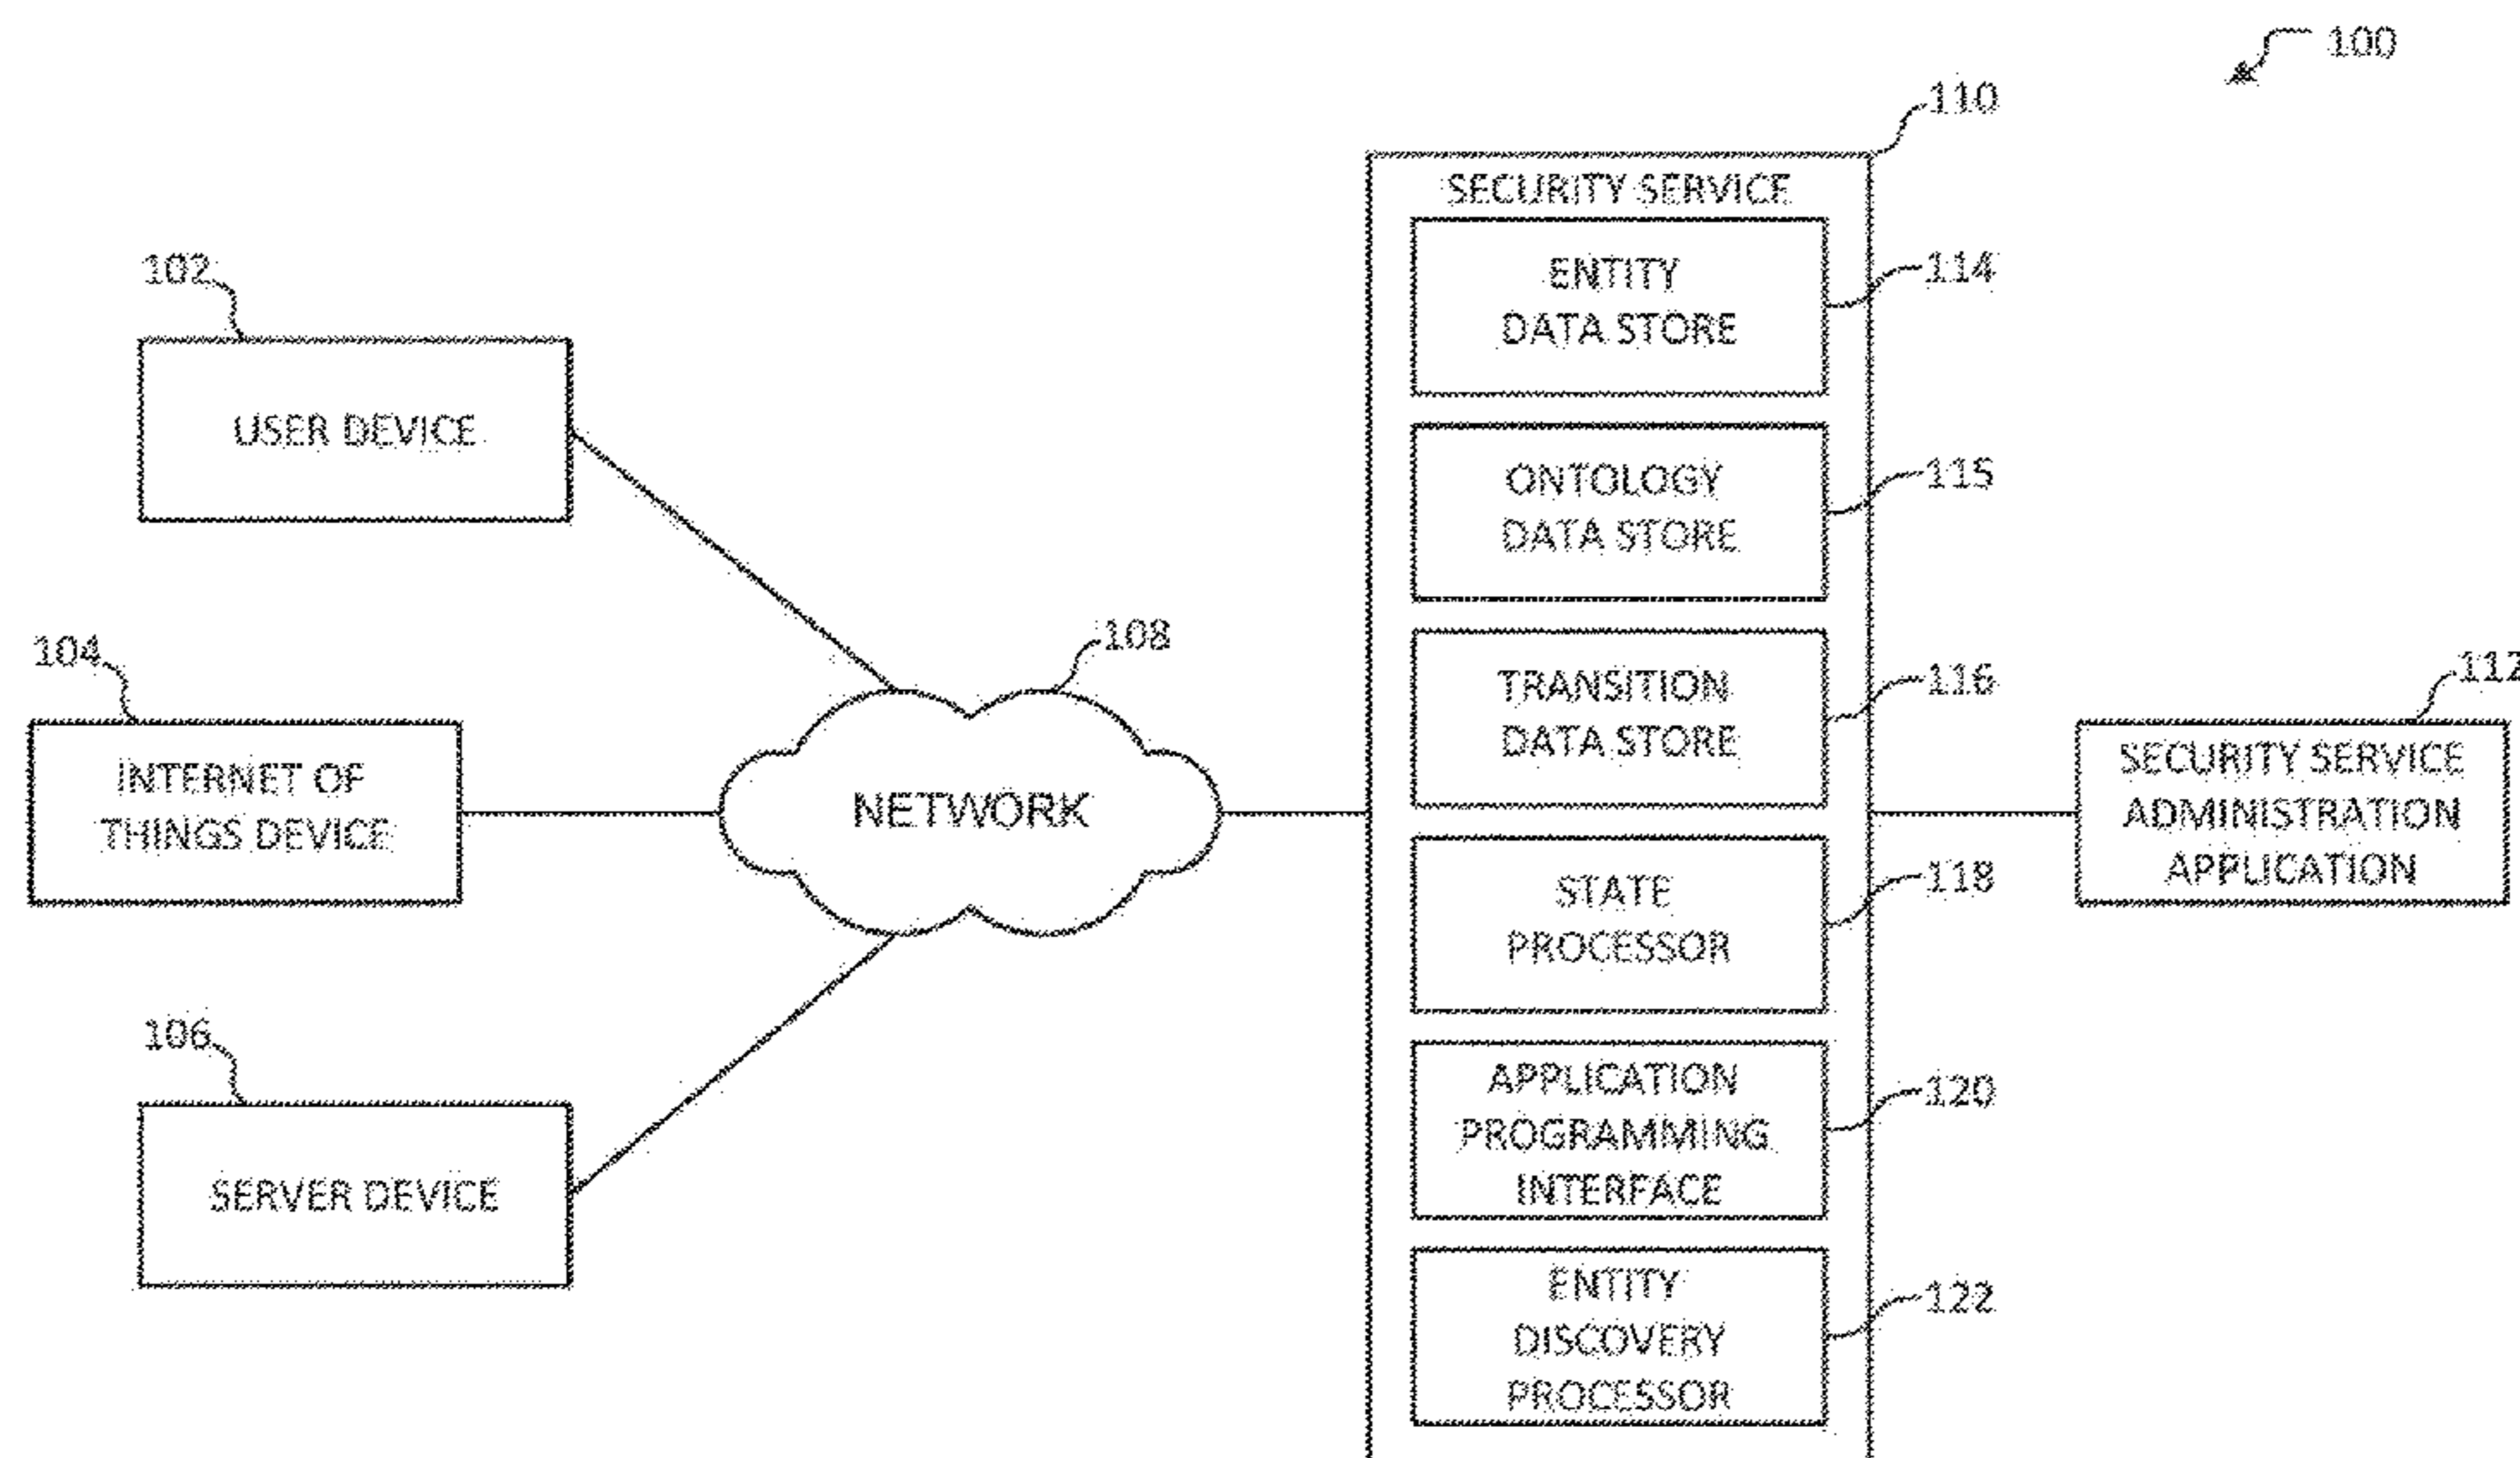 100
110
SECURITY SERVICE
ENTITY
DATA STORE
114
102
USER DEVICE
ONTOLOGY
DATA STORE
115
104
INTERNET OF
THINGS DEVICE
108
NETWORK
TRANSITION
DATA STORE
116
112
SECURITY SERVICE
ADMINISTRATION
APPLICATION
STATE
PROCESSOR
118
106
SERVER DEVICE
APPLICATION
PROGRAMMING
INTERFACE
120
ENTITY
DISCOVERY
PROCESSOR
122